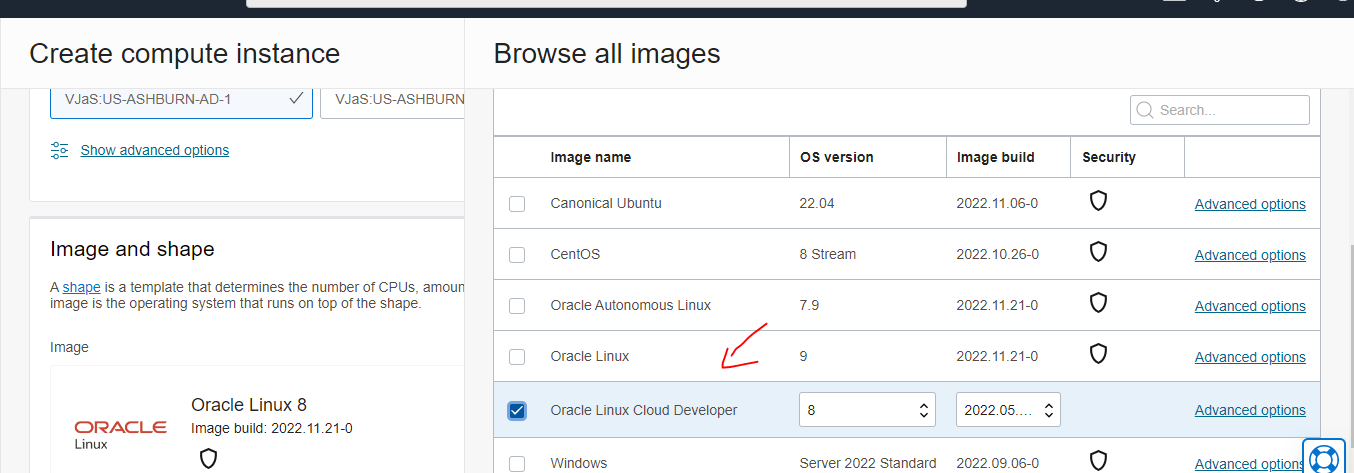 Create compute instance
VJaS:US-ASHBURN-AD-1
VJaS:US-ASHBURN
Show advanced options
Image and shape
A shape is a template that determines the number of CPUs, amoun
image is the operating system that runs on top of the shape.
Image
ORACLE
Linux
Oracle Linux 8
Image build: 2022.11.21-0
Browse all images
Search...
Image name OS version Image build Security
Canonical Ubuntu 22.04 2022.11.06-0 Advanced options
CentOS 8 Stream 2022.10.26-0 Advanced options
Oracle Autonomous Linux 7.9 2022.11.21-0 Advanced options
Oracle Linux 9 2022.11.21-0 Advanced options
Oracle Linux Cloud Developer 8 2022.05.... Advanced options
Windows Server 2022 Standard 2022.09.06-0 Advanced options